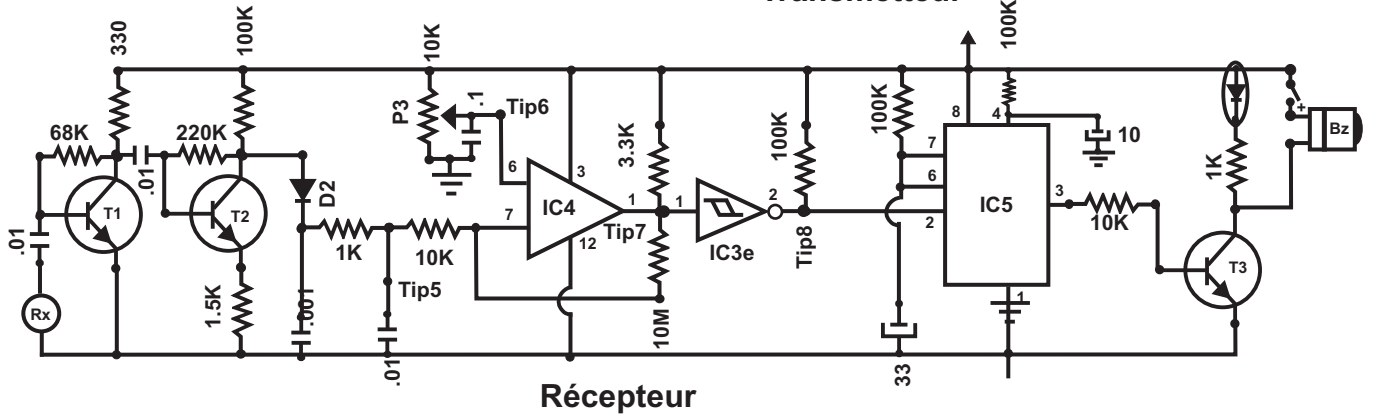 330
100K
10K
100K
68K
220K
.01
P3
.1
Tip6
3.3K
100K
100K
8
4
10
+
Bz
T1
T2
D2
6
3
IC4
1
1
2
7
6
IC5
3
1K
.01
1K
10K
7
12
Tip7
IC3e
Tip8
2
10K
T3
Rx
1.5K
.001
Tip5
.01
10M
33
1
Récepteur